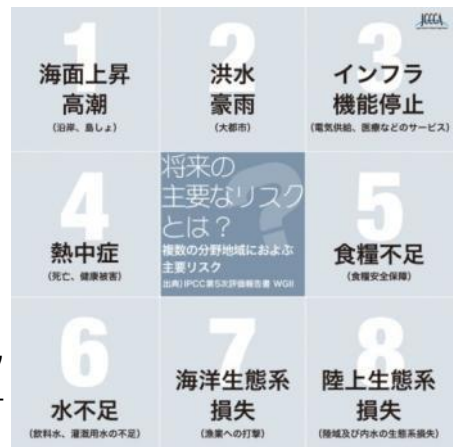 JCCCA
1
海面上昇
高潮
(沿岸、島しょ)
2
洪水
豪雨
(大都市)
3
インフラ
機能停止
(電気供給、医療などのサービス)
4
熱中症
(死亡、健康被害)
将来の
主要なリスク
とは？
複数の分野地域におよぶ
主要リスク
出典）IPCC第5次評価報告書 WGII
5
食糧不足
(食糧安全保障)
6
水不足
(飲料水、灌漑用水の不足)
7
海洋生態系
損失
(漁業への打撃)
8
陸上生態系
損失
(陸域及び内水の生態系損失)